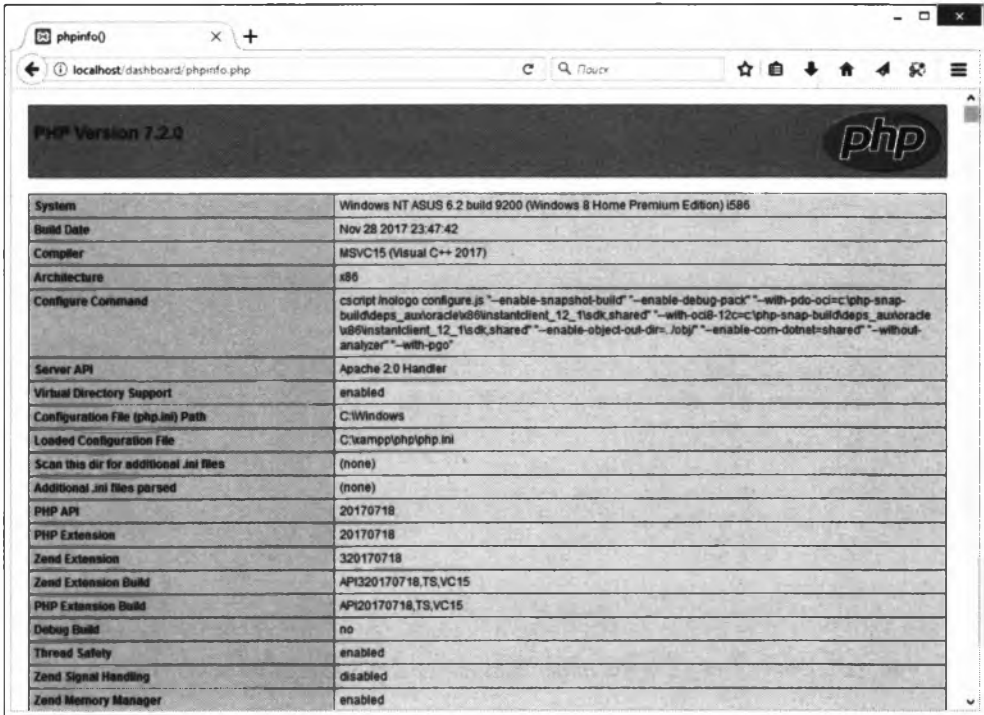 phpinfo()
localhost/dashboard/phpinfo.php
Поиск
PHP Version 7.2.0
php
System Windows NT ASUS 6.2 build 9200 (Windows 8 Home Premium Edition) i586
Build Date Nov 28 2017 23:47:42
Compiler MSVC15 (Visual C++ 2017)
Architecture x86
Configure Command cscript /nologo configure.js "--enable-snapshot-build" "--enable-debug-pack" "--with-pdo-oci=c:\php-snap-
build\deps_aux\oracle\x86\instantclient_12_1\sdk,shared" "--with-oci8-12c=c:\php-snap-build\deps_aux\oracle
\x86\instantclient_12_1\sdk,shared" "--enable-object-out-dir=../obj/" "--enable-com-dotnet=shared" "--without-
analyzer" "--with-pgo"
Server API Apache 2.0 Handler
Virtual Directory Support enabled
Configuration File (php.ini) Path C:\Windows
Loaded Configuration File C:\xampp\php\php.ini
Scan this dir for additional .ini files (none)
Additional .ini files parsed (none)
PHP API 20170718
PHP Extension 20170718
Zend Extension 320170718
Zend Extension Build API320170718,TS,VC15
PHP Extension Build API20170718,TS,VC15
Debug Build no
Thread Safety enabled
Zend Signal Handling disabled
Zend Memory Manager enabled